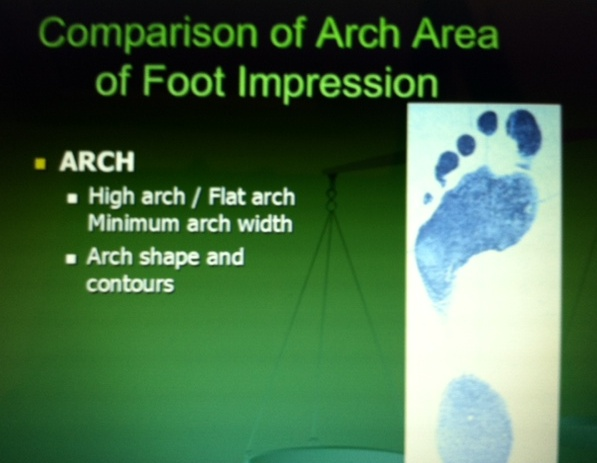 Comparison of Arch Area
of Foot Impression
ARCH
High arch / Flat arch
Minimum arch width
Arch shape and
contours